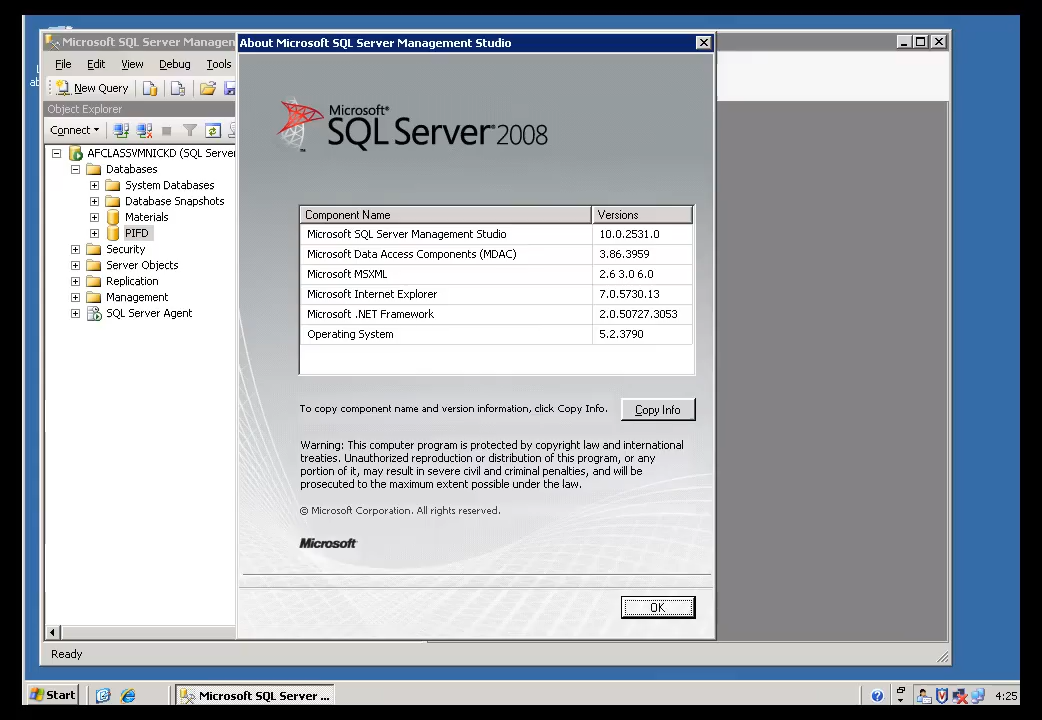 Microsoft SQL Server Managen
File Edit View Debug Tools
New Query
Object Explorer
Connect
AFCLASSVMNICKD (SQL Server
Databases
System Databases
Database Snapshots
Materials
PIFD
Security
Server Objects
Replication
Management
SQL Server Agent
Ready
About Microsoft SQL Server Management Studio
Microsoft®
SQL Server® 2008
Component Name Versions
Microsoft SQL Server Management Studio 10.0.2531.0
Microsoft Data Access Components (MDAC) 3.86.3959
Microsoft MSXML 2.6 3.0 6.0
Microsoft Internet Explorer 7.0.5730.13
Microsoft .NET Framework 2.0.50727.3053
Operating System 5.2.3790
To copy component name and version information, click Copy Info.
Copy Info
Warning: This computer program is protected by copyright law and international
treaties. Unauthorized reproduction or distribution of this program, or any
portion of it, may result in severe civil and criminal penalties, and will be
prosecuted to the maximum extent possible under the law.
© Microsoft Corporation. All rights reserved.
Microsoft
OK
Start
Microsoft SQL Server ...
4:25